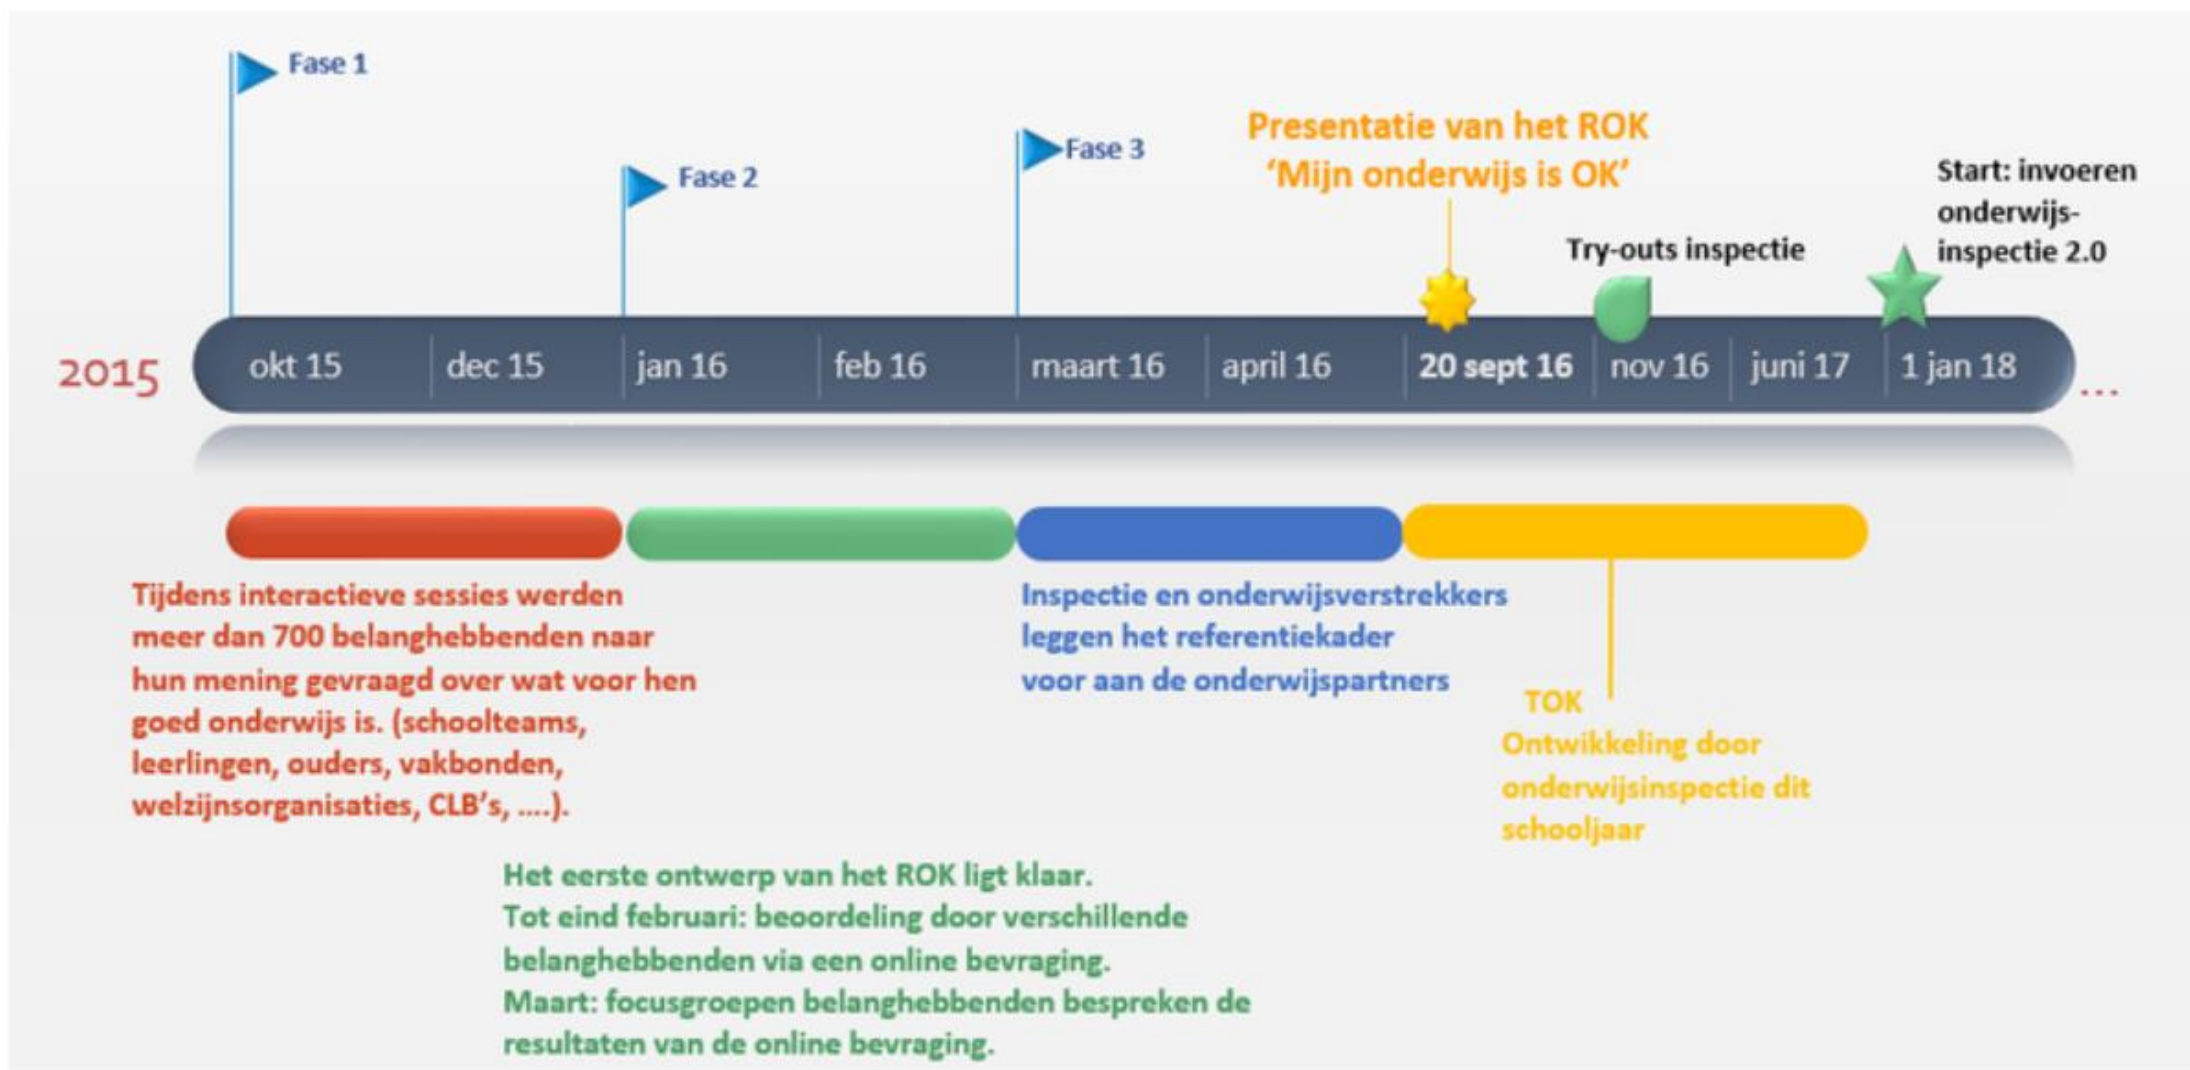 Fase 1
Fase 2
Fase 3
Presentatie van het ROK
‘Mijn onderwijs is OK’
Try-outs inspectie
Start: invoeren
onderwijs-
inspectie 2.0
2015
okt 15
dec 15
jan 16
feb 16
maart 16
april 16
20 sept 16
nov 16
juni 17
1 jan 18
...
Tijdens interactieve sessies werden
meer dan 700 belanghebbenden naar
hun mening gevraagd over wat voor hen
goed onderwijs is. (schoolteams,
leerlingen, ouders, vakbonden,
welzijnsorganisaties, CLB’s, ....).
Het eerste ontwerp van het ROK ligt klaar.
Tot eind februari: beoordeling door verschillende
belanghebbenden via een online bevraging.
Maart: focusgroepen belanghebbenden bespreken de
resultaten van de online bevraging.
Inspectie en onderwijsverstrekkers
leggen het referentiekader
voor aan de onderwijspartners
TOK
Ontwikkeling door
onderwijsinspectie dit
schooljaar